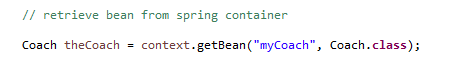 // retrieve bean from spring container
Coach theCoach = context.getBean("myCoach", Coach.class);